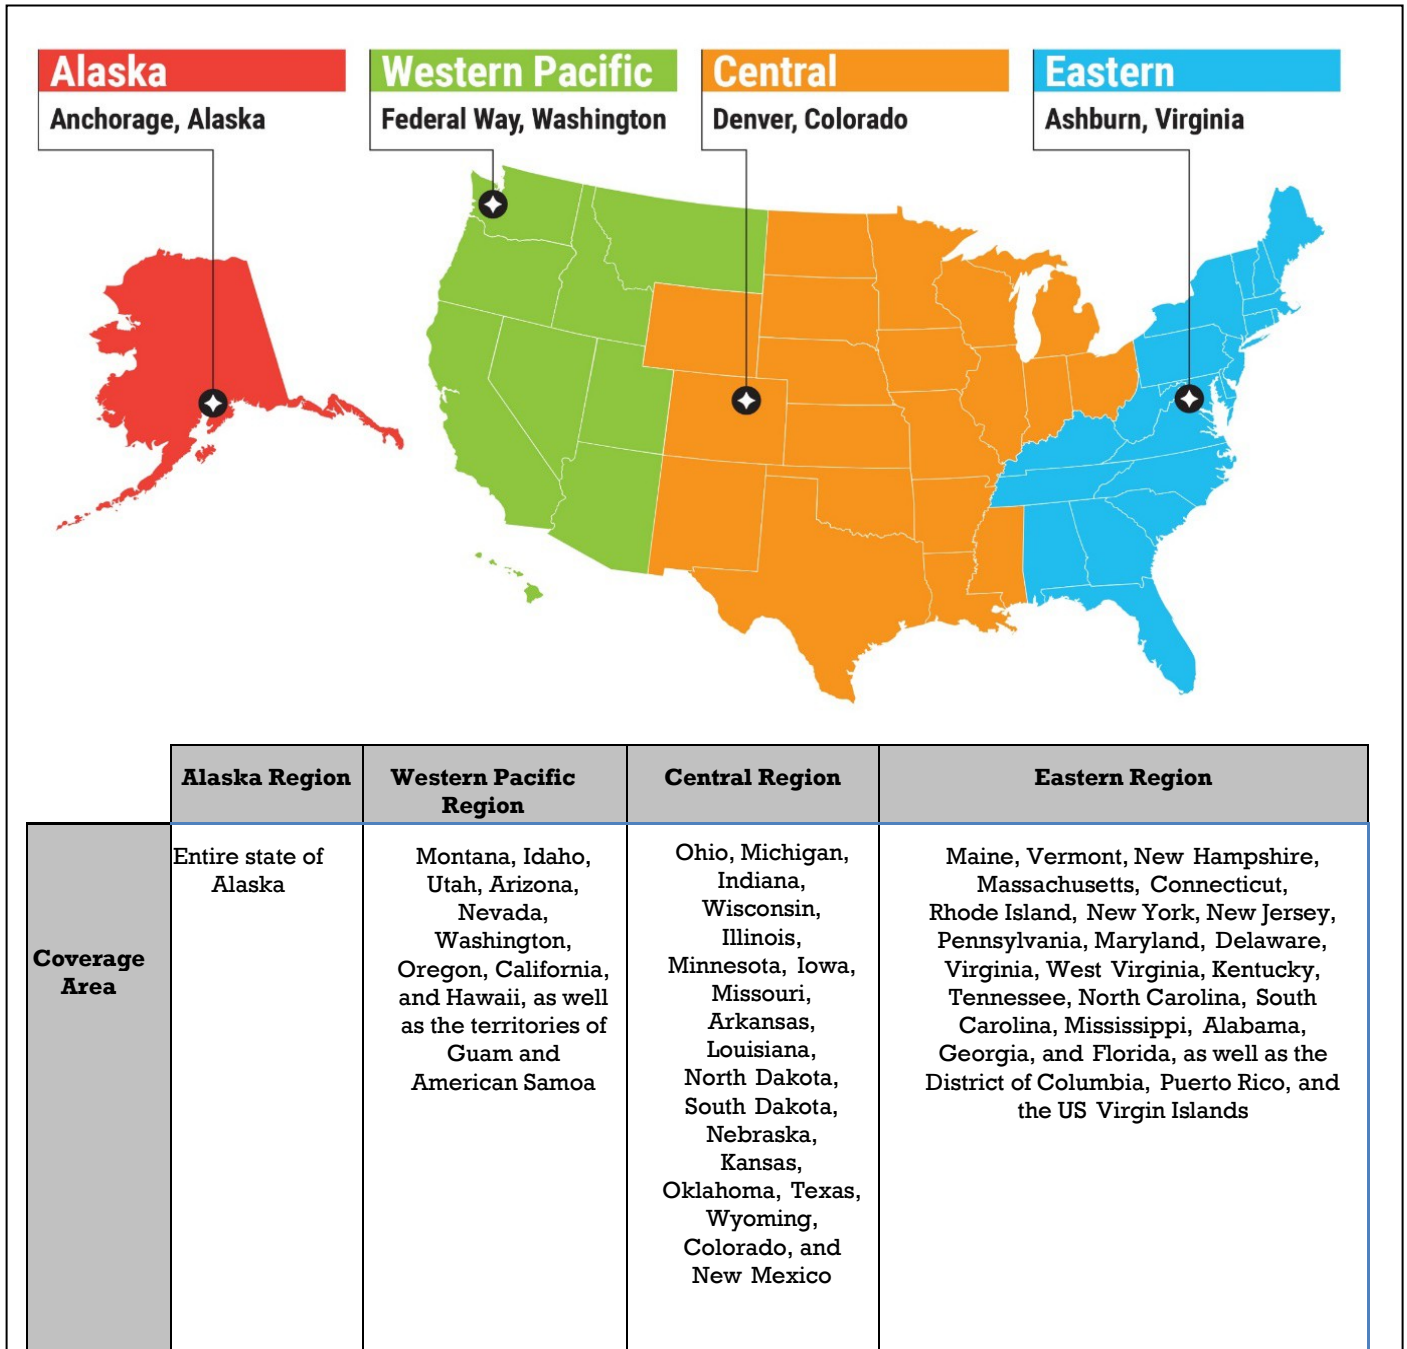 Alaska
Anchorage, Alaska
Western Pacific
Federal Way, Washington
Central
Denver, Colorado
Eastern
Ashburn, Virginia
Alaska Region
Western Pacific
Region
Central Region
Eastern Region
Coverage
Area
Entire state of
Alaska
Montana, Idaho,
Utah, Arizona,
Nevada,
Washington,
Oregon, California,
and Hawaii, as well
as the territories of
Guam and
American Samoa
Ohio, Michigan,
Indiana,
Wisconsin,
Illinois,
Minnesota, Iowa,
Missouri,
Arkansas,
Louisiana,
North Dakota,
South Dakota,
Nebraska,
Kansas,
Oklahoma, Texas,
Wyoming,
Colorado, and
New Mexico
Maine, Vermont, New Hampshire,
Massachusetts, Connecticut,
Rhode Island, New York, New Jersey,
Pennsylvania, Maryland, Delaware,
Virginia, West Virginia, Kentucky,
Tennessee, North Carolina, South
Carolina, Mississippi, Alabama,
Georgia, and Florida, as well as the
District of Columbia, Puerto Rico, and
the US Virgin Islands